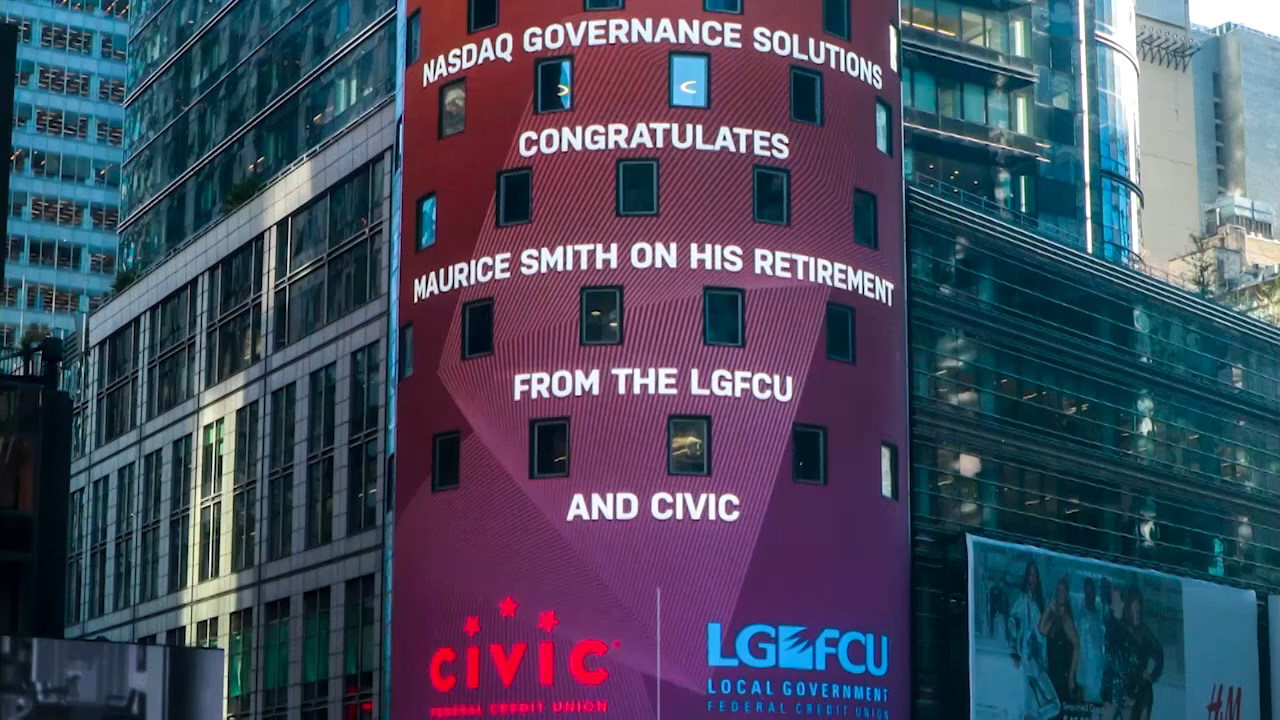 NASDAQ GOVERNANCE SOLUTIONS
CONGRATULATES
MAURICE SMITH ON HIS RETIREMENT
FROM THE LGFCU
AND CIVIC
CIVIC
FEDERAL CREDIT UNION
LGFCU
LOCAL GOVERNMENT
FEDERAL CREDIT UNION
H&M